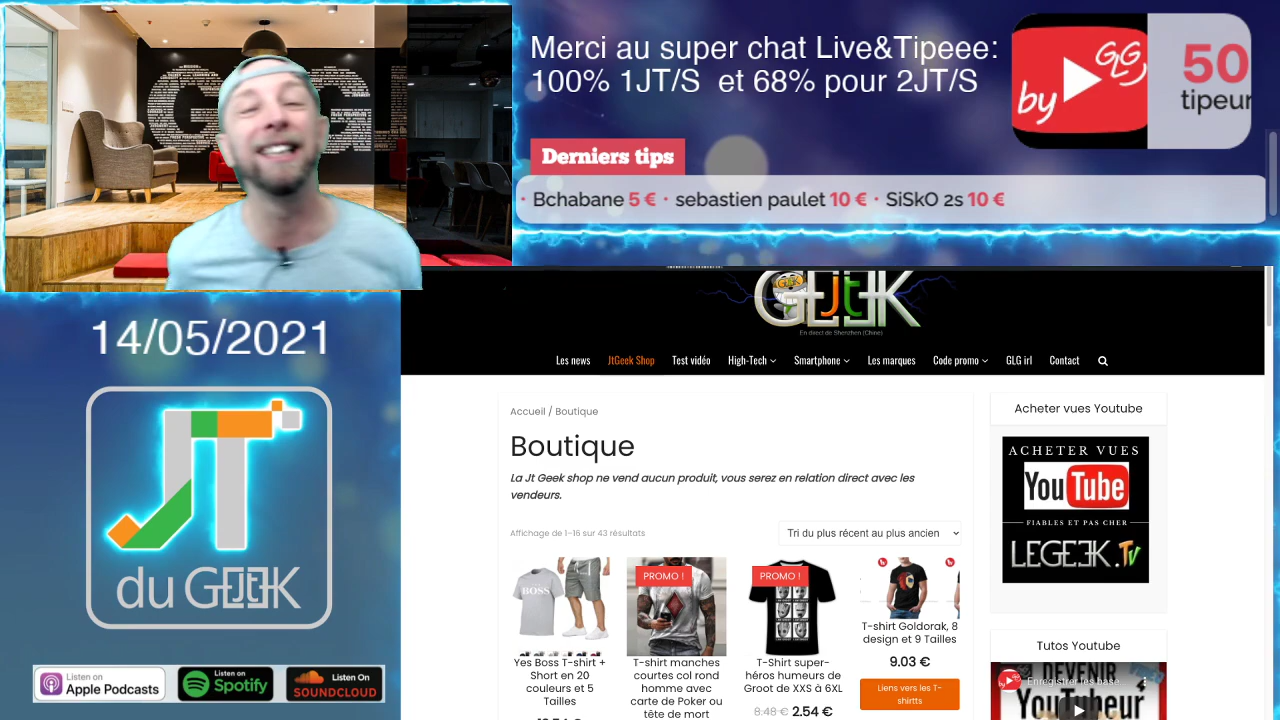 Merci au super chat Live&Tipeee:
100% 1JT/S et 68% pour 2JT/S
by GLG
50
tipeur
Derniers tips
· Bchabane 5 € · sebastien paulet 10 € · SiSkO 2s 10 €
14/05/2021
JT
du GEEK
Listen on
Apple Podcasts
Listen on
Spotify
Listen on
SOUNDCLOUD
GLG
GEJtEK
En direct de Shenzhen (Chine)
Les news
JtGeek Shop
Test vidéo
High-Tech
Smartphone
Les marques
Code promo
GLG irl
Contact
Accueil / Boutique
Boutique
La Jt Geek shop ne vend aucun produit, vous serez en relation direct avec les
vendeurs.
Affichage de 1–16 sur 43 résultats
Tri du plus récent au plus ancien
BOSS
Yes Boss T-shirt +
Short en 20
couleurs et 5
Tailles
PROMO !
T-shirt manches
courtes col rond
homme avec
carte de Poker ou
tête de mort
PROMO !
T-Shirt super-
héros humeurs de
Groot de XXS à 6XL
8.48 € 2.54 €
T-shirt Goldorak, 8
design et 9 Tailles
9.03 €
Liens vers les T-
shirtts
Acheter vues Youtube
ACHETER VUES
YouTube
FIABLES ET PAS CHER
LEGEEK.Tv
Tutos Youtube
DEVENIR
Enregistrer les base...
YouTubeur